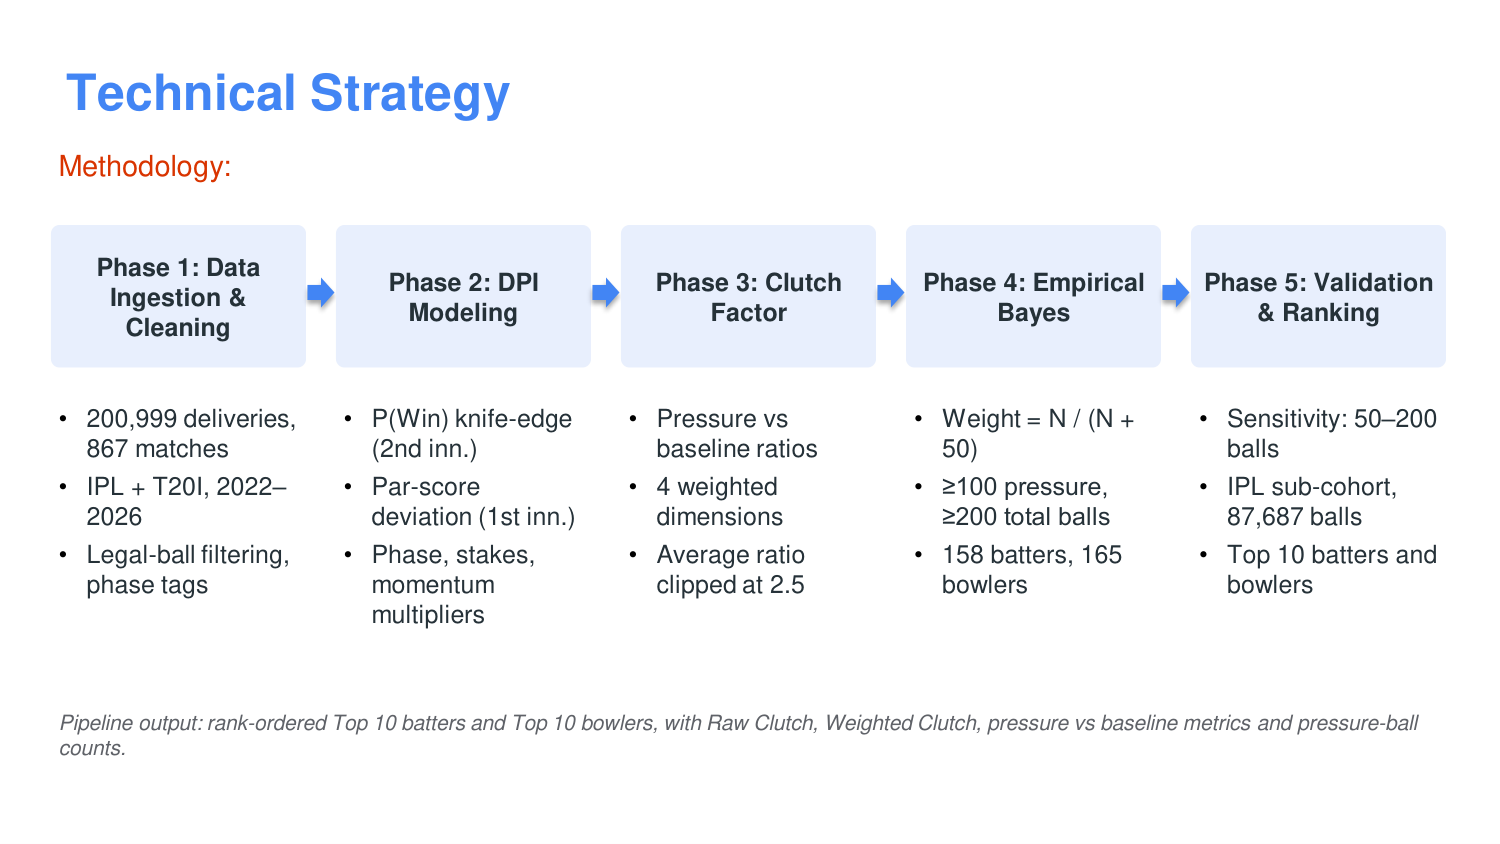 Technical Strategy
Methodology:
Phase 1: Data
Ingestion &
Cleaning
Phase 2: DPI
Modeling
Phase 3: Clutch
Factor
Phase 4: Empirical
Bayes
Phase 5: Validation
& Ranking
• 200,999 deliveries,
867 matches
• IPL + T20I, 2022–
2026
• Legal-ball filtering,
phase tags
• P(Win) knife-edge
(2nd inn.)
• Par-score
deviation (1st inn.)
• Phase, stakes,
momentum
multipliers
• Pressure vs
baseline ratios
• 4 weighted
dimensions
• Average ratio
clipped at 2.5
• Weight = N / (N +
50)
• ≥100 pressure,
≥200 total balls
• 158 batters, 165
bowlers
• Sensitivity: 50–200
balls
• IPL sub-cohort,
87,687 balls
• Top 10 batters and
bowlers
Pipeline output: rank-ordered Top 10 batters and Top 10 bowlers, with Raw Clutch, Weighted Clutch, pressure vs baseline metrics and pressure-ball
counts.